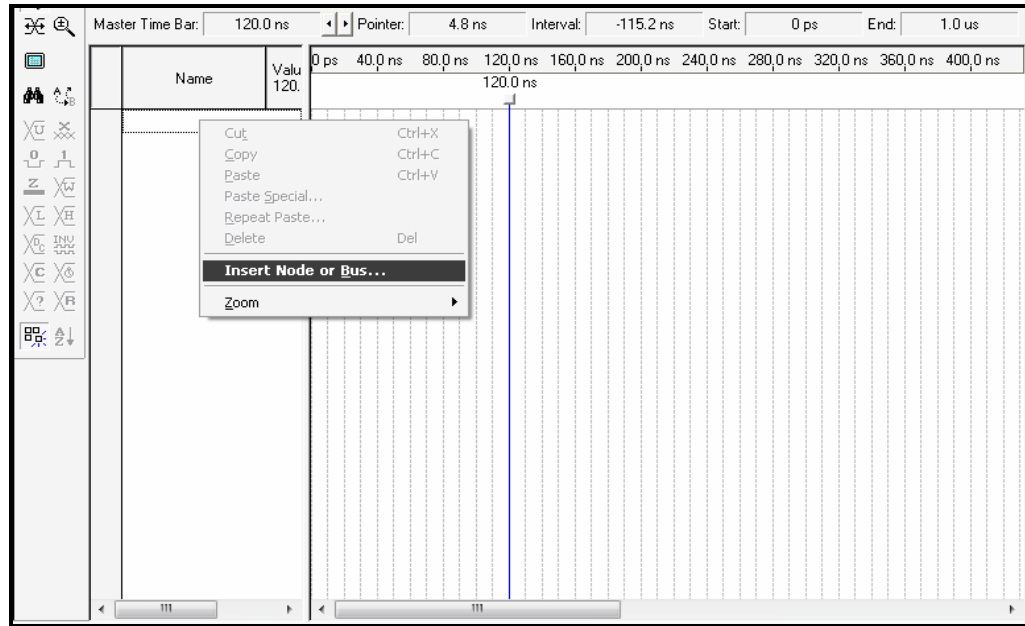 Master Time Bar: 120.0 ns Pointer: 4.8 ns Interval: -115.2 ns Start: 0 ps End: 1.0 us
Name
Valu
120.
0 ps 40.0 ns 80.0 ns 120.0 ns 160.0 ns 200.0 ns 240.0 ns 280.0 ns 320.0 ns 360.0 ns 400.0 ns
120.0 ns
Cut Ctrl+X
Copy Ctrl+C
Paste Ctrl+V
Paste Special...
Repeat Paste...
Delete Del
Insert Node or Bus...
Zoom